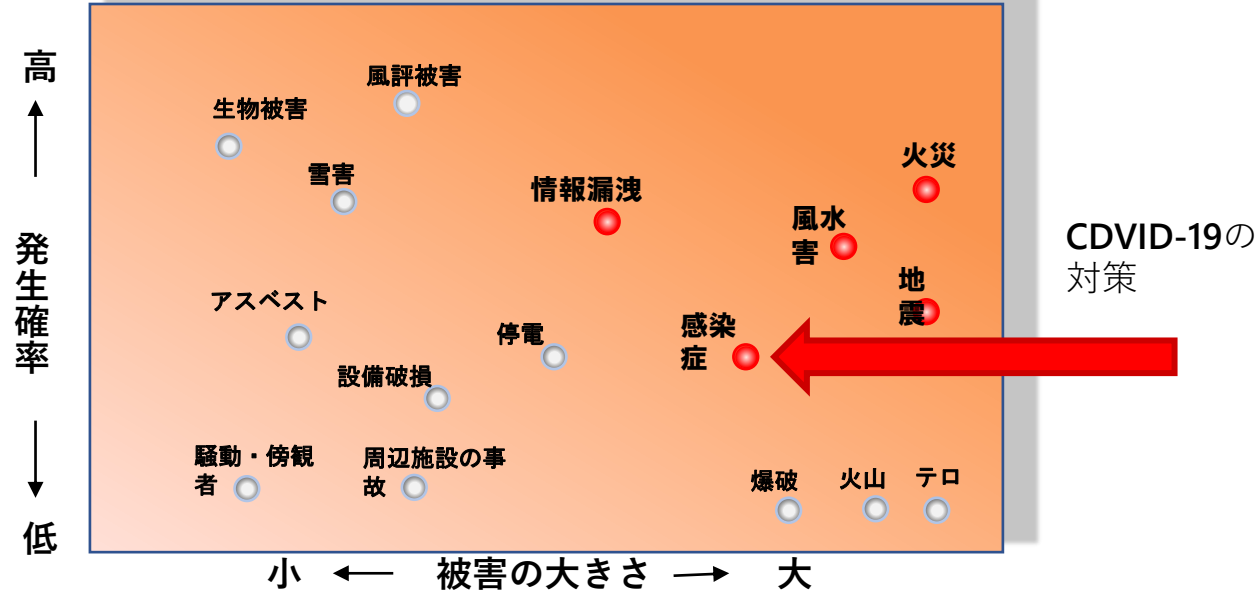 高
発生確率
低
風評被害
生物被害
雪害
情報漏洩
火災
風水
害
地
震
アスベスト
停電
感染
症
設備破損
騒動・傍観
者
周辺施設の事
故
爆破
火山
テロ
CDVID-19の
対策
小
被害の大きさ
大